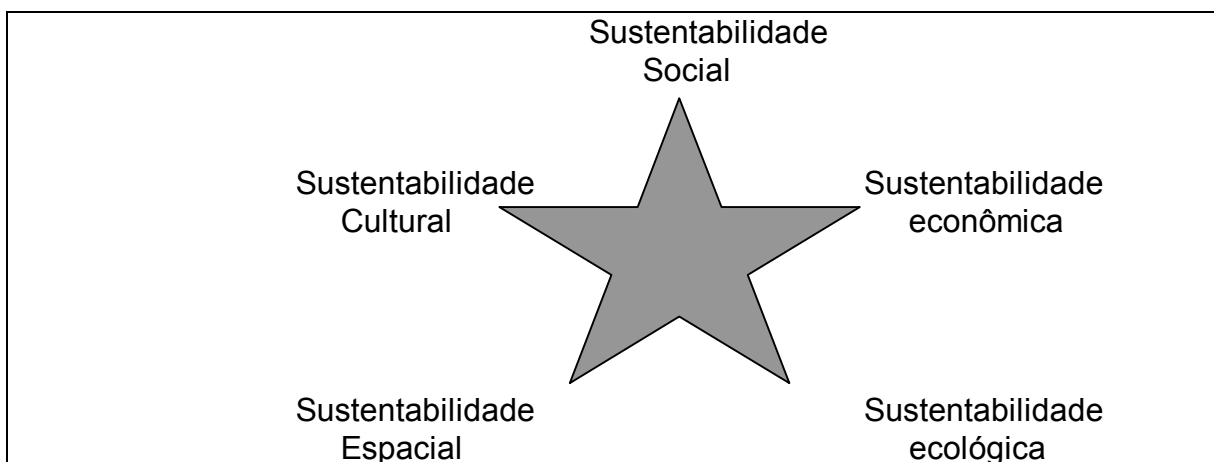 Sustentabilidade
Social
Sustentabilidade
Cultural
Sustentabilidade
econômica
Sustentabilidade
Espacial
Sustentabilidade
ecológica